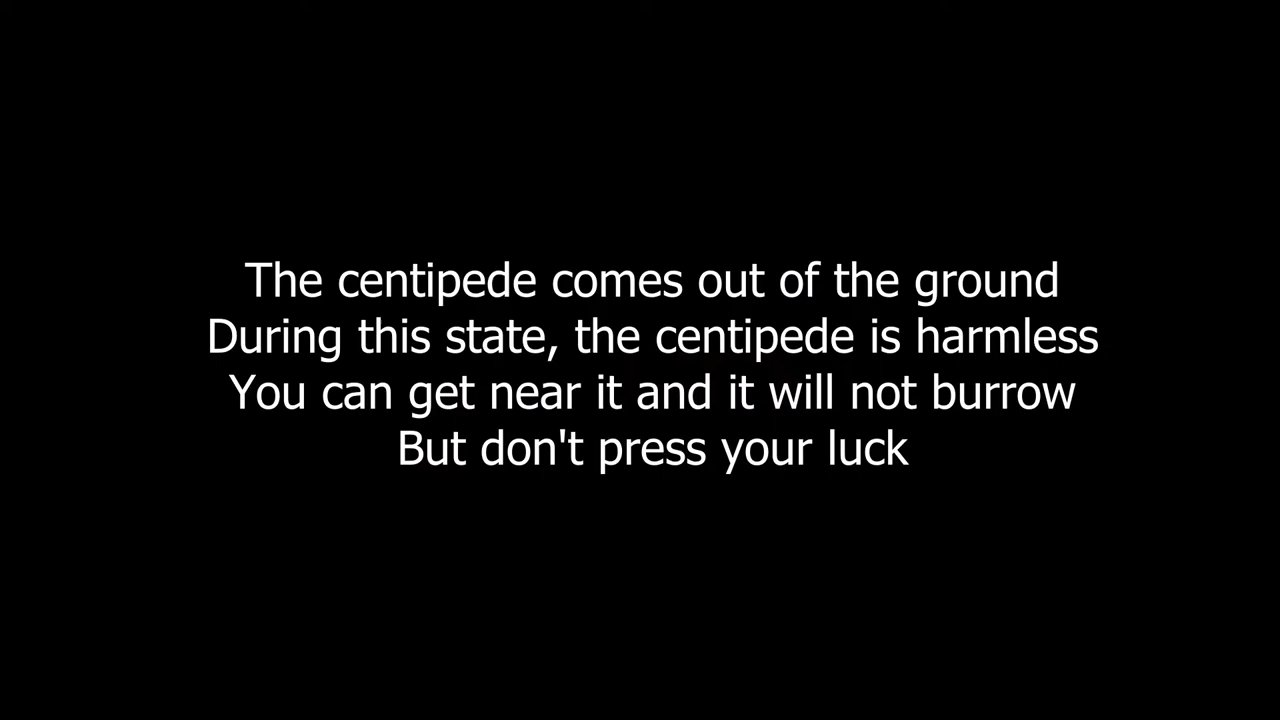 The centipede comes out of the ground
During this state, the centipede is harmless
You can get near it and it will not burrow
But don't press your luck